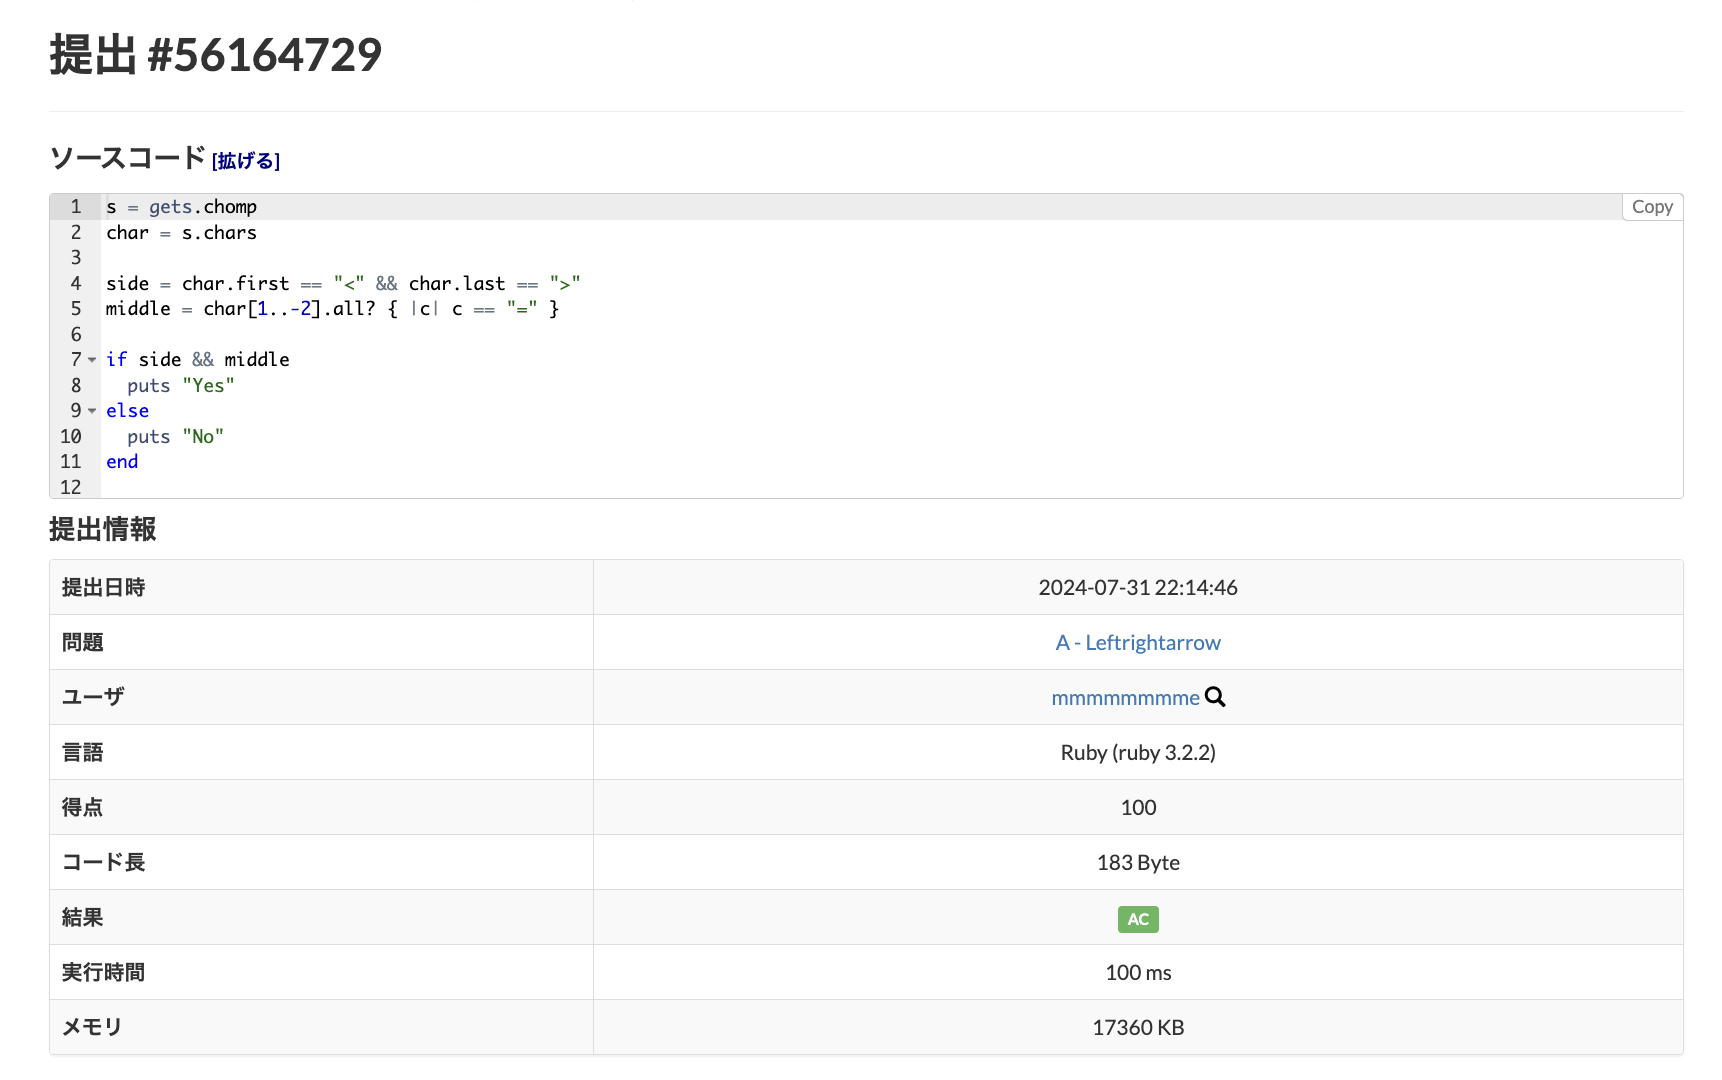 提出 #56164729
ソースコード [拡げる]
Copy
1 s = gets.chomp
2 char = s.chars
3
4 side = char.first == "<" && char.last == ">"
5 middle = char[1..-2].all? { |c| c == "=" }
6
7 if side && middle
8   puts "Yes"
9 else
10   puts "No"
11 end
12
提出情報
提出日時 2024-07-31 22:14:46
問題 A - Leftrightarrow
ユーザ mmmmmmmme
言語 Ruby (ruby 3.2.2)
得点 100
コード長 183 Byte
結果 AC
実行時間 100 ms
メモリ 17360 KB